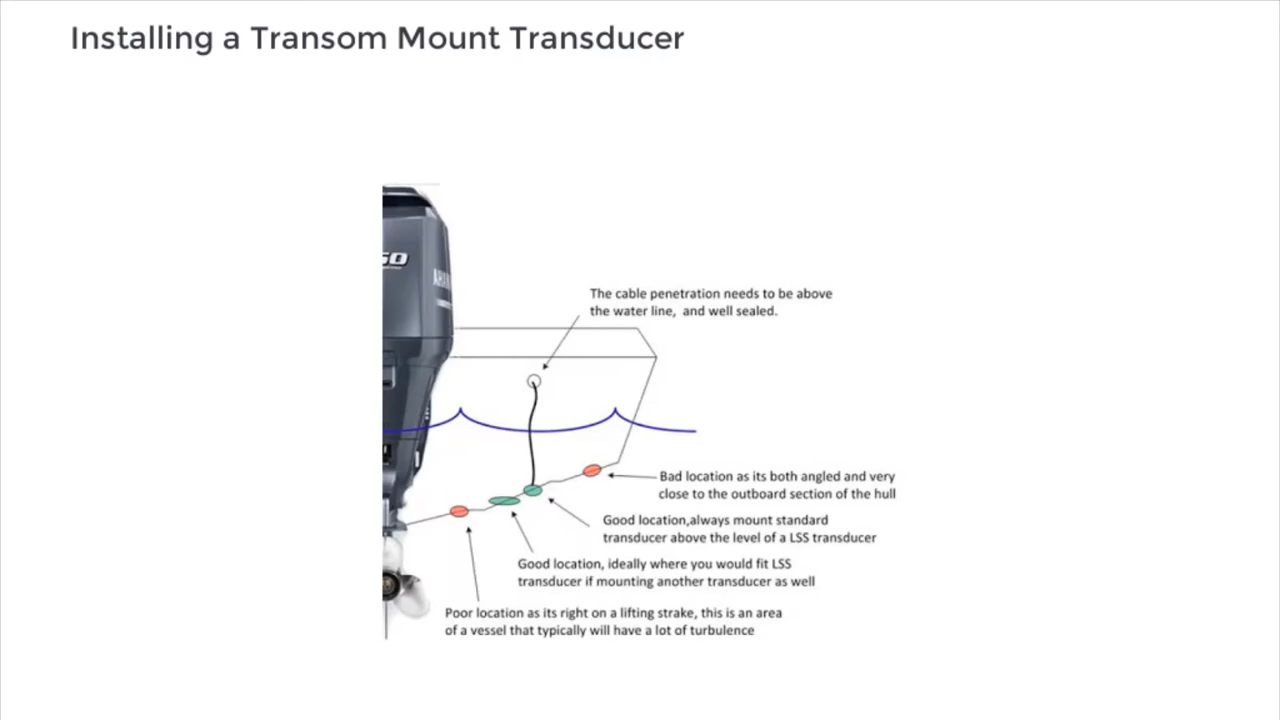 Installing a Transom Mount Transducer
50
The cable penetration needs to be above
the water line,  and well sealed.
Bad location as its both angled and very
close to the outboard section of the hull
Good location,always mount standard
transducer above the level of a LSS transducer
Good location, ideally where you would fit LSS
transducer if mounting another transducer as well
Poor location as its right on a lifting strake, this is an area
of a vessel that typically will have a lot of turbulence